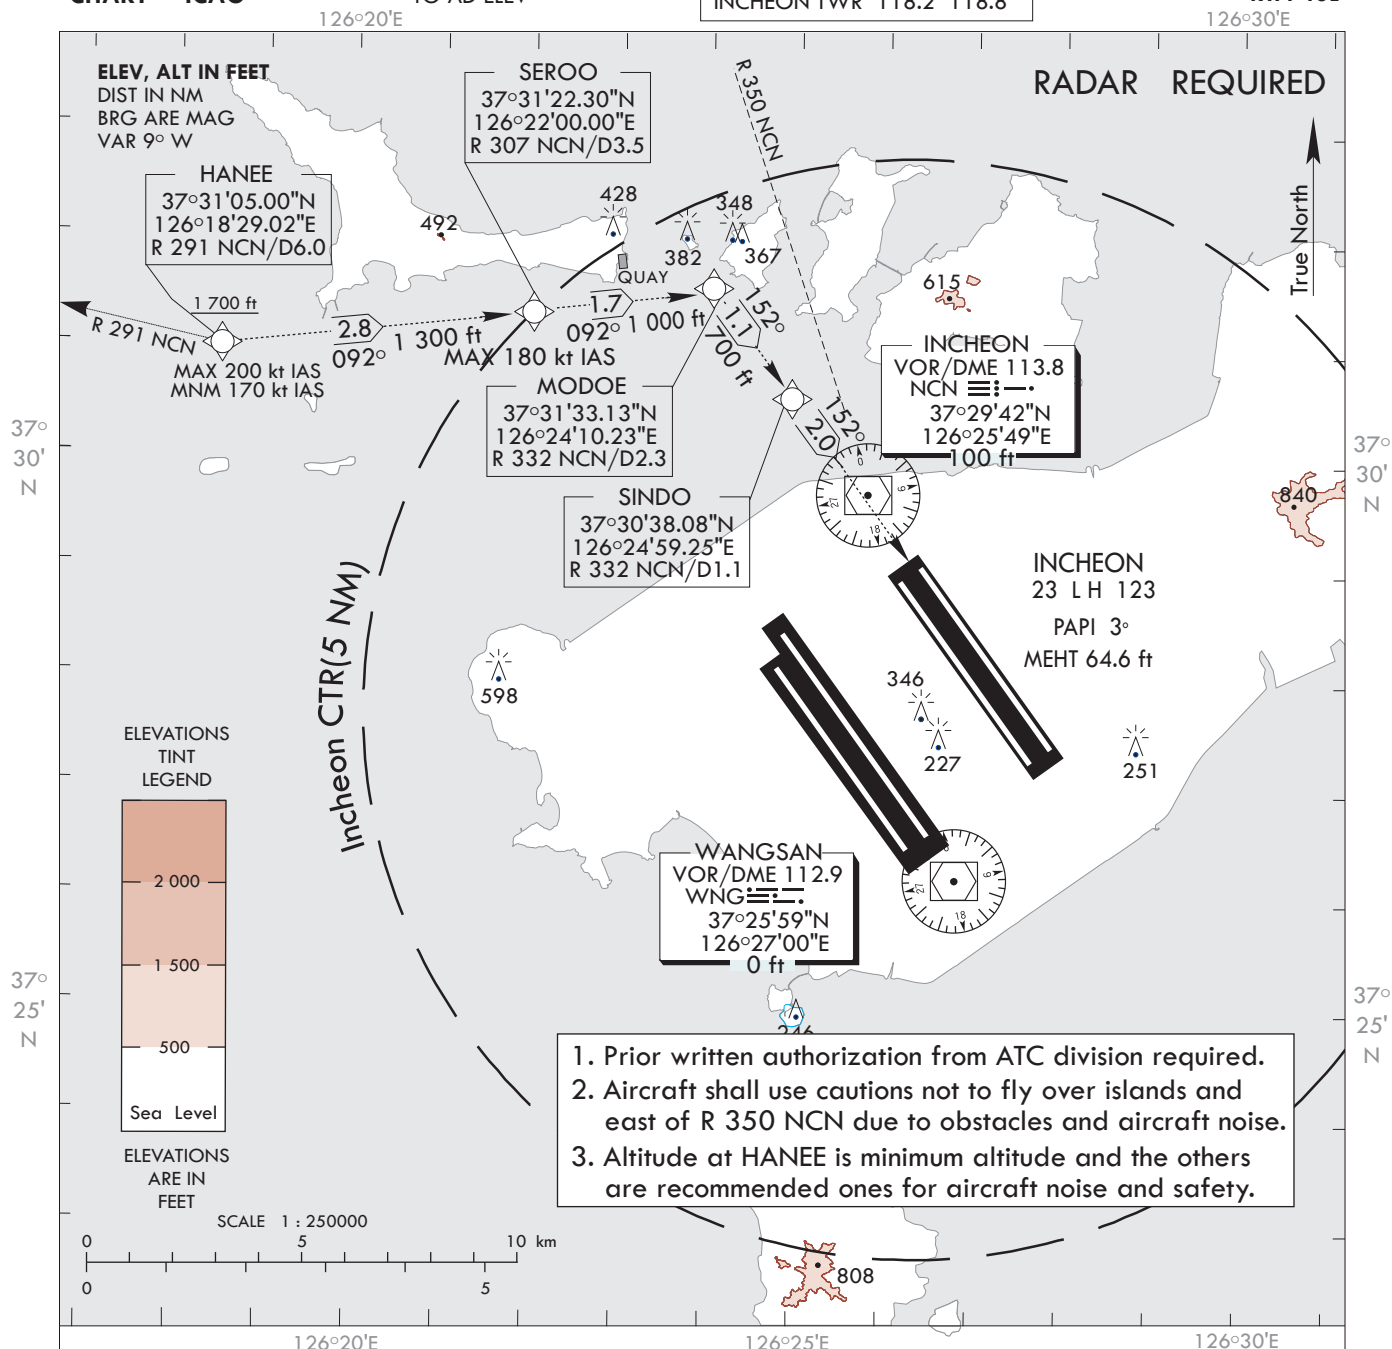 126°20'E
126°30'E
ELEV, ALT IN FEET
DIST IN NM
BRG ARE MAG
VAR 9° W
SEROO
37°31'22.30"N
126°22'00.00"E
R 307 NCN/D3.5
R 350 NCN
RADAR REQUIRED
True North
HANEE
37°31'05.00"N
126°18'29.02"E
R 291 NCN/D6.0
492
428
382
348
367
615
QUAY
1 700 ft
R 291 NCN
2.8
092°
1 300 ft
1.7
092°
1 000 ft
1.1
152°
700 ft
MAX 200 kt IAS
MNM 170 kt IAS
MAX 180 kt IAS
MODOE
37°31'33.13"N
126°24'10.23"E
R 332 NCN/D2.3
2.0
152°
INCHEON
VOR/DME 113.8
NCN
37°29'42"N
126°25'49"E
100 ft
37°
30'
N
37°
30'
N
SINDO
37°30'38.08"N
126°24'59.25"E
R 332 NCN/D1.1
0
9
18
27
840
INCHEON
23 L H 123
PAPI 3°
MEHT 64.6 ft
Incheon CTR(5 NM)
598
346
227
251
ELEVATIONS
TINT
LEGEND
2 000
1 500
500
Sea Level
ELEVATIONS
ARE IN
FEET
WANGSAN
VOR/DME 112.9
WNG
37°25'59"N
126°27'00"E
0 ft
9
18
27
37°
25'
N
37°
25'
N
246
1. Prior written authorization from ATC division required.
2. Aircraft shall use cautions not to fly over islands and
east of R 350 NCN due to obstacles and aircraft noise.
3. Altitude at HANEE is minimum altitude and the others
are recommended ones for aircraft noise and safety.
SCALE 1 : 250000
0 5 10 km
0 5
808
126°20'E
126°25'E
126°30'E